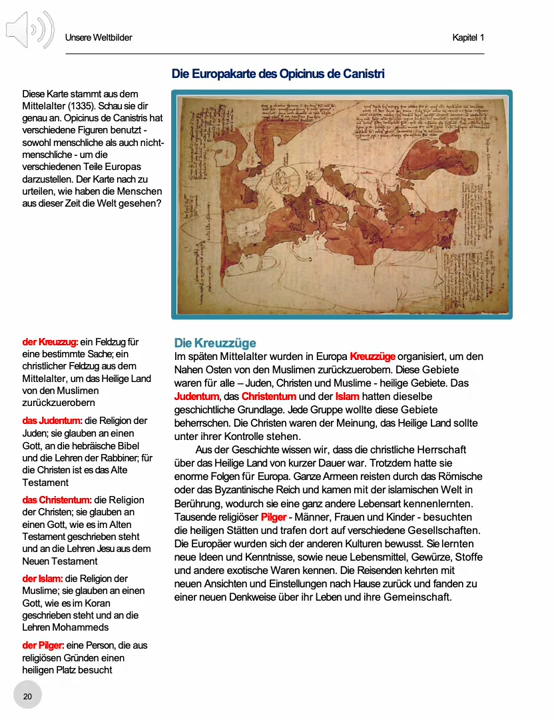 Unsere Weltbilder
Kapitel 1
Die Europakarte des Opicinus de Canistri
Diese Karte stammt aus dem
Mittelalter (1335). Schau sie dir
genau an. Opicinus de Canistris hat
verschiedene Figuren benutzt -
sowohl menschliche als auch nicht-
menschliche - um die
verschiedenen Teile Europas
darzustellen. Der Karte nach zu
urteilen, wie haben die Menschen
aus dieser Zeit die Welt gesehen?
der Kreuzzug: ein Feldzug für
eine bestimmte Sache; ein
christlicher Feldzug aus dem
Mittelalter, um das Heilige Land
von den Muslimen
zurückzuerobern
das Judentum: die Religion der
Juden; sie glauben an einen
Gott, an die hebräische Bibel
und die Lehren der Rabbiner; für
die Christen ist es das Alte
Testament
das Christentum: die Religion
der Christen; sie glauben an
einen Gott, wie es im Alten
Testament geschrieben steht
und an die Lehren Jesu aus dem
Neuen Testament
der Islam: die Religion der
Muslime; sie glauben an einen
Gott, wie es im Koran
geschrieben steht und an die
Lehren Mohammeds
der Pilger: eine Person, die aus
religiösen Gründen einen
heiligen Platz besucht
Die Kreuzzüge
Im späten Mittelalter wurden in Europa Kreuzzüge organisiert, um den
Nahen Osten von den Muslimen zurückzuerobern. Diese Gebiete
waren für alle – Juden, Christen und Muslime - heilige Gebiete. Das
Judentum, das Christentum und der Islam hatten dieselbe
geschichtliche Grundlage. Jede Gruppe wollte diese Gebiete
beherrschen. Die Christen waren der Meinung, das Heilige Land sollte
unter ihrer Kontrolle stehen.
Aus der Geschichte wissen wir, dass die christliche Herrschaft
über das Heilige Land von kurzer Dauer war. Trotzdem hatte sie
enorme Folgen für Europa. Ganze Armeen reisten durch das Römische
oder das Byzantinische Reich und kamen mit der islamischen Welt in
Berührung, wodurch sie eine ganz andere Lebensart kennenlernten.
Tausende religiöser Pilger - Männer, Frauen und Kinder - besuchten
die heiligen Stätten und trafen dort auf verschiedene Gesellschaften.
Die Europäer wurden sich der anderen Kulturen bewusst. Sie lernten
neue Ideen und Kenntnisse, sowie neue Lebensmittel, Gewürze, Stoffe
und andere exotische Waren kennen. Die Reisenden kehrten mit
neuen Ansichten und Einstellungen nach Hause zurück und fanden zu
einer neuen Denkweise über ihr Leben und ihre Gemeinschaft.
20